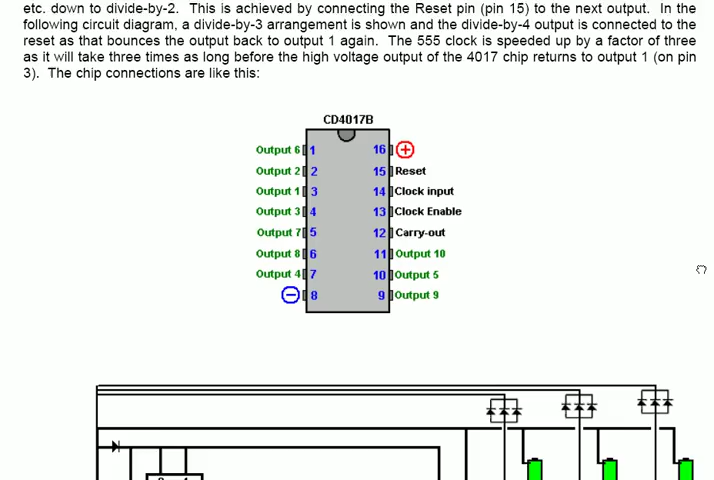 etc. down to divide-by-2. This is achieved by connecting the Reset pin (pin 15) to the next output. In the
following circuit diagram, a divide-by-3 arrangement is shown and the divide-by-4 output is connected to the
reset as that bounces the output back to output 1 again. The 555 clock is speeded up by a factor of three
as it will take three times as long before the high voltage output of the 4017 chip returns to output 1 (on pin
3). The chip connections are like this:
CD4017B
Output 6 1 16 +
Output 2 2 15 Reset
Output 1 3 14 Clock input
Output 3 4 13 Clock Enable
Output 7 5 12 Carry-out
Output 8 6 11 Output 10
Output 4 7 10 Output 5
− 8 9 Output 9